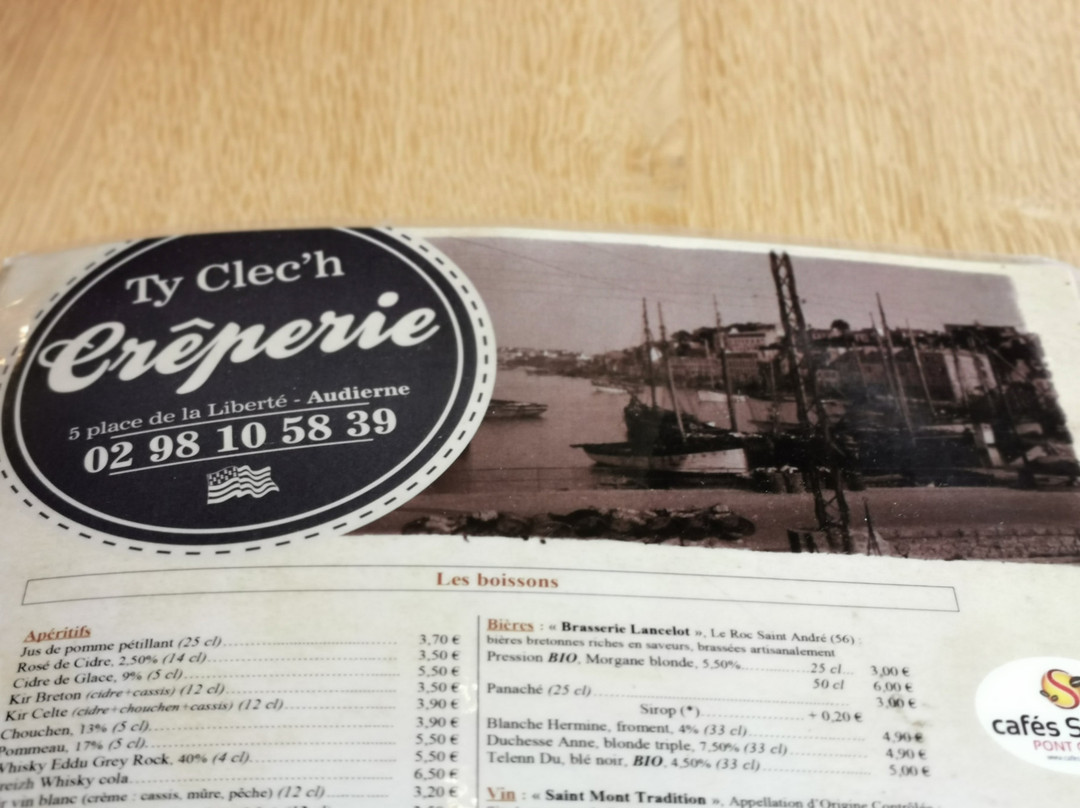 Ty Clec'h
Crêperie
5 place de la Liberté - Audierne
02 98 10 58 39
Les boissons
Apéritifs
Jus de pomme pétillant (25 cl) 3,70 €
Rosé de Cidre, 2,50% (14 cl) 3,50 €
Cidre de Glace, 9% (5 cl) 5,50 €
Kir Breton (cidre+cassis) (12 cl) 3,50 €
Kir Celte (cidre+chouchen+cassis) (12 cl) 3,90 €
Chouchen, 13% (5 cl) 3,90 €
Pommeau, 17% (5 cl) 5,50 €
Whisky Eddu Grey Rock, 40% (4 cl) 5,50 €
reizh Whisky cola 6,50 €
vin blanc (crème : cassis, mûre, pêche) (12 cl) 3,20 €
Bières : « Brasserie Lancelot », Le Roc Saint André (56) :
bières bretonnes riches en saveurs, brassées artisanalement
Pression BIO, Morgane blonde, 5,50% 25 cl 3,00 €
50 cl 6,00 €
Panaché (25 cl) 3,00 €
Sirop (*) + 0,20 €
Blanche Hermine, froment, 4% (33 cl) 4,90 €
Duchesse Anne, blonde triple, 7,50% (33 cl) 4,90 €
Telenn Du, blé noir, BIO, 4,50% (33 cl) 5,00 €
Vin : « Saint Mont Tradition », Appellation d'Origine Contrôlée
cafés S
PONT